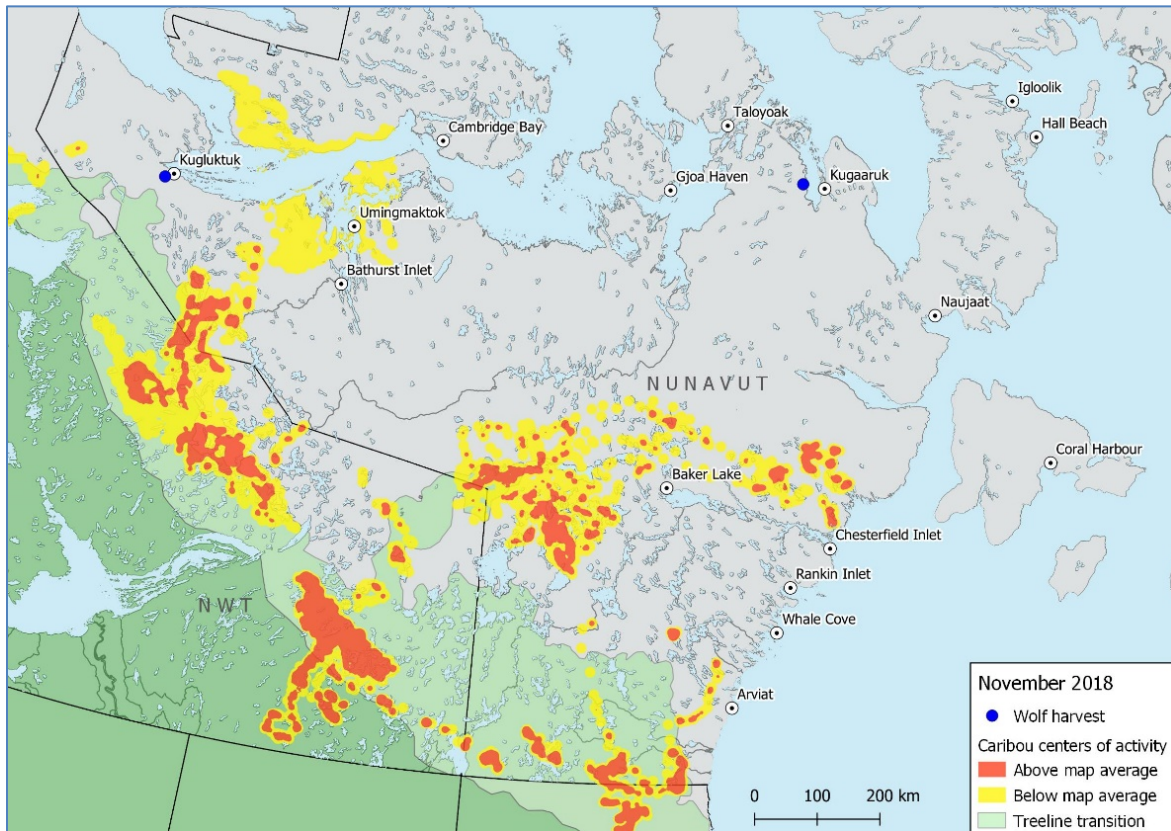 Igloolik
Taloyoak
Hall Beach
Cambridge Bay
Kugluktuk
Gjoa Haven
Kugaaruk
Umingmaktok
Bathurst Inlet
Naujaat
NUNAVUT
Coral Harbour
Baker Lake
Chesterfield Inlet
Rankin Inlet
NWT
Whale Cove
Arviat
November 2018
Wolf harvest
Caribou centers of activity
Above map average
Below map average
Treeline transition
0 100 200 km